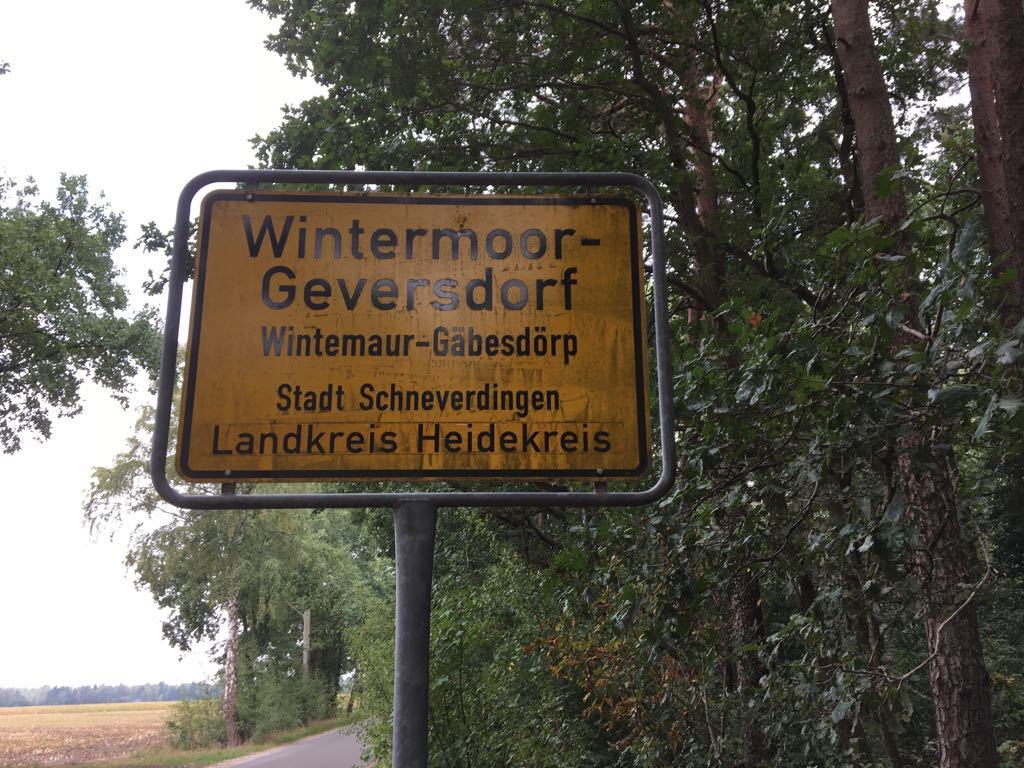 Wintermoor-
Geversdorf
Wintemaur-Gäbesdörp
Stadt Schneverdingen
Landkreis Heidekreis